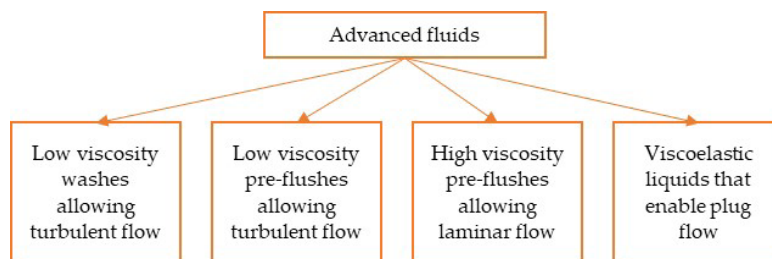 Advanced fluids
Low viscosity
washes
allowing
turbulent flow
Low viscosity
pre-flushes
allowing
turbulent flow
High viscosity
pre-flushes
allowing
laminar flow
Viscoelastic
liquids that
enable plug
flow